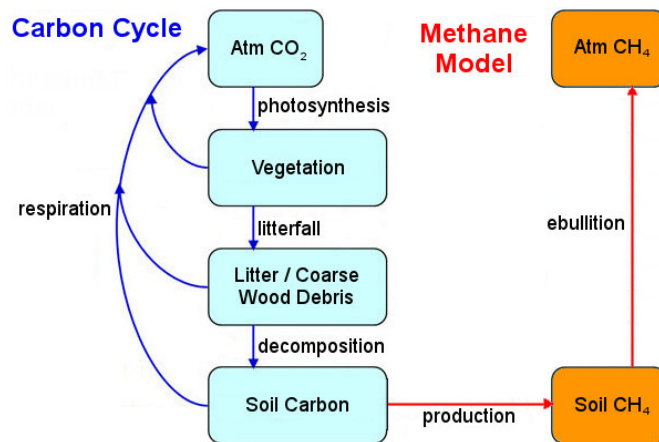 Carbon Cycle
Methane
Model
Atm CO₂
Atm CH₄
photosynthesis
Vegetation
respiration
litterfall
ebullition
Litter / Coarse
Wood Debris
decomposition
Soil Carbon
production
Soil CH₄